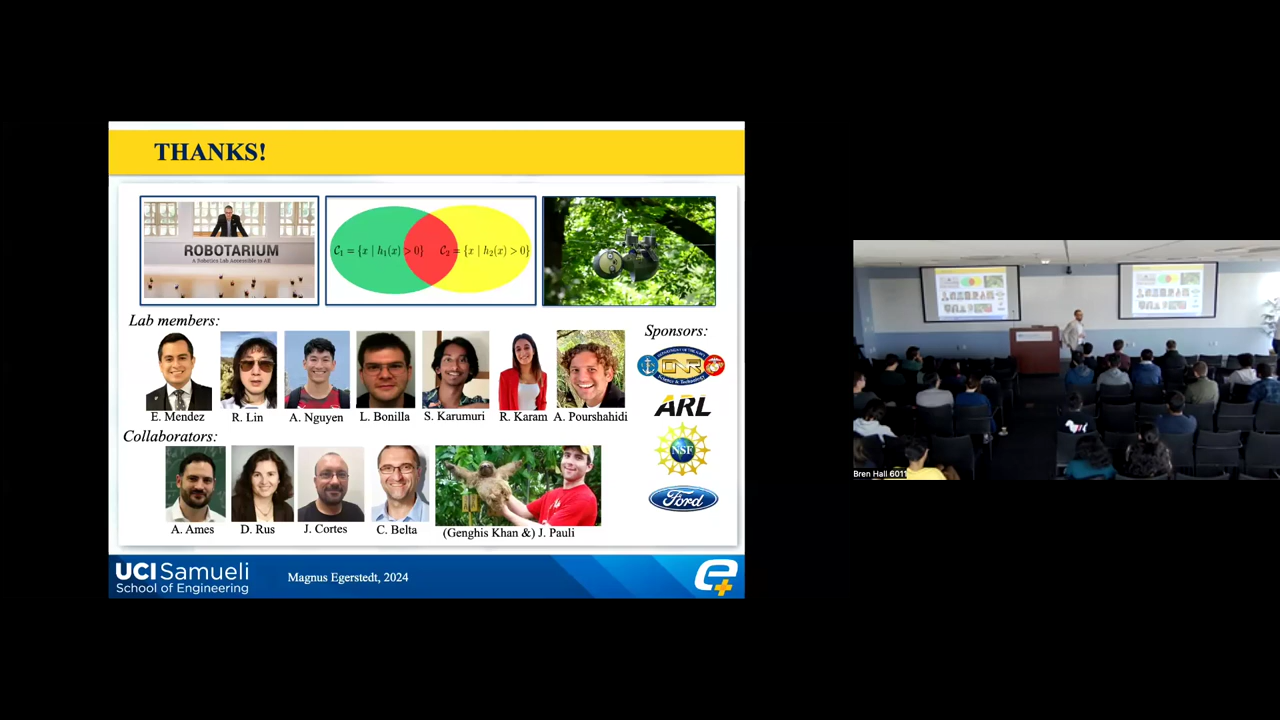 THANKS!
ROBOTARIUM
A Robotics Lab Accessible to All
C₁ = {x | h₁(x) > 0}
C₂ = {x | h₂(x) > 0}
Lab members:
Sponsors:
E. Mendez
R. Lin
A. Nguyen
L. Bonilla
S. Karumuri
R. Karam
A. Pourshahidi
ONR
ARL
Collaborators:
NSF
Ford
A. Ames
D. Rus
J. Cortes
C. Belta
(Genghis Khan &) J. Pauli
UCI Samueli
School of Engineering
Magnus Egerstedt, 2024
e+
Bren Hall 6011